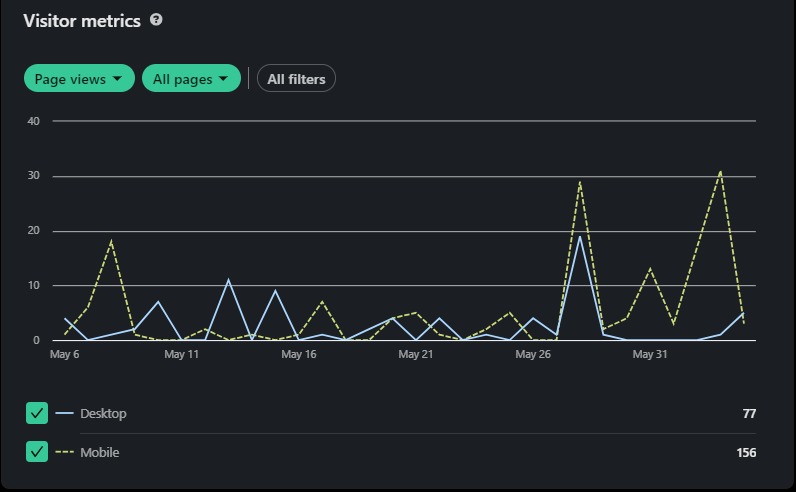 Visitor metrics ?
Page views All pages All filters
40
30
20
10
0
May 6 May 11 May 16 May 21 May 26 May 31
Desktop 77
Mobile 156